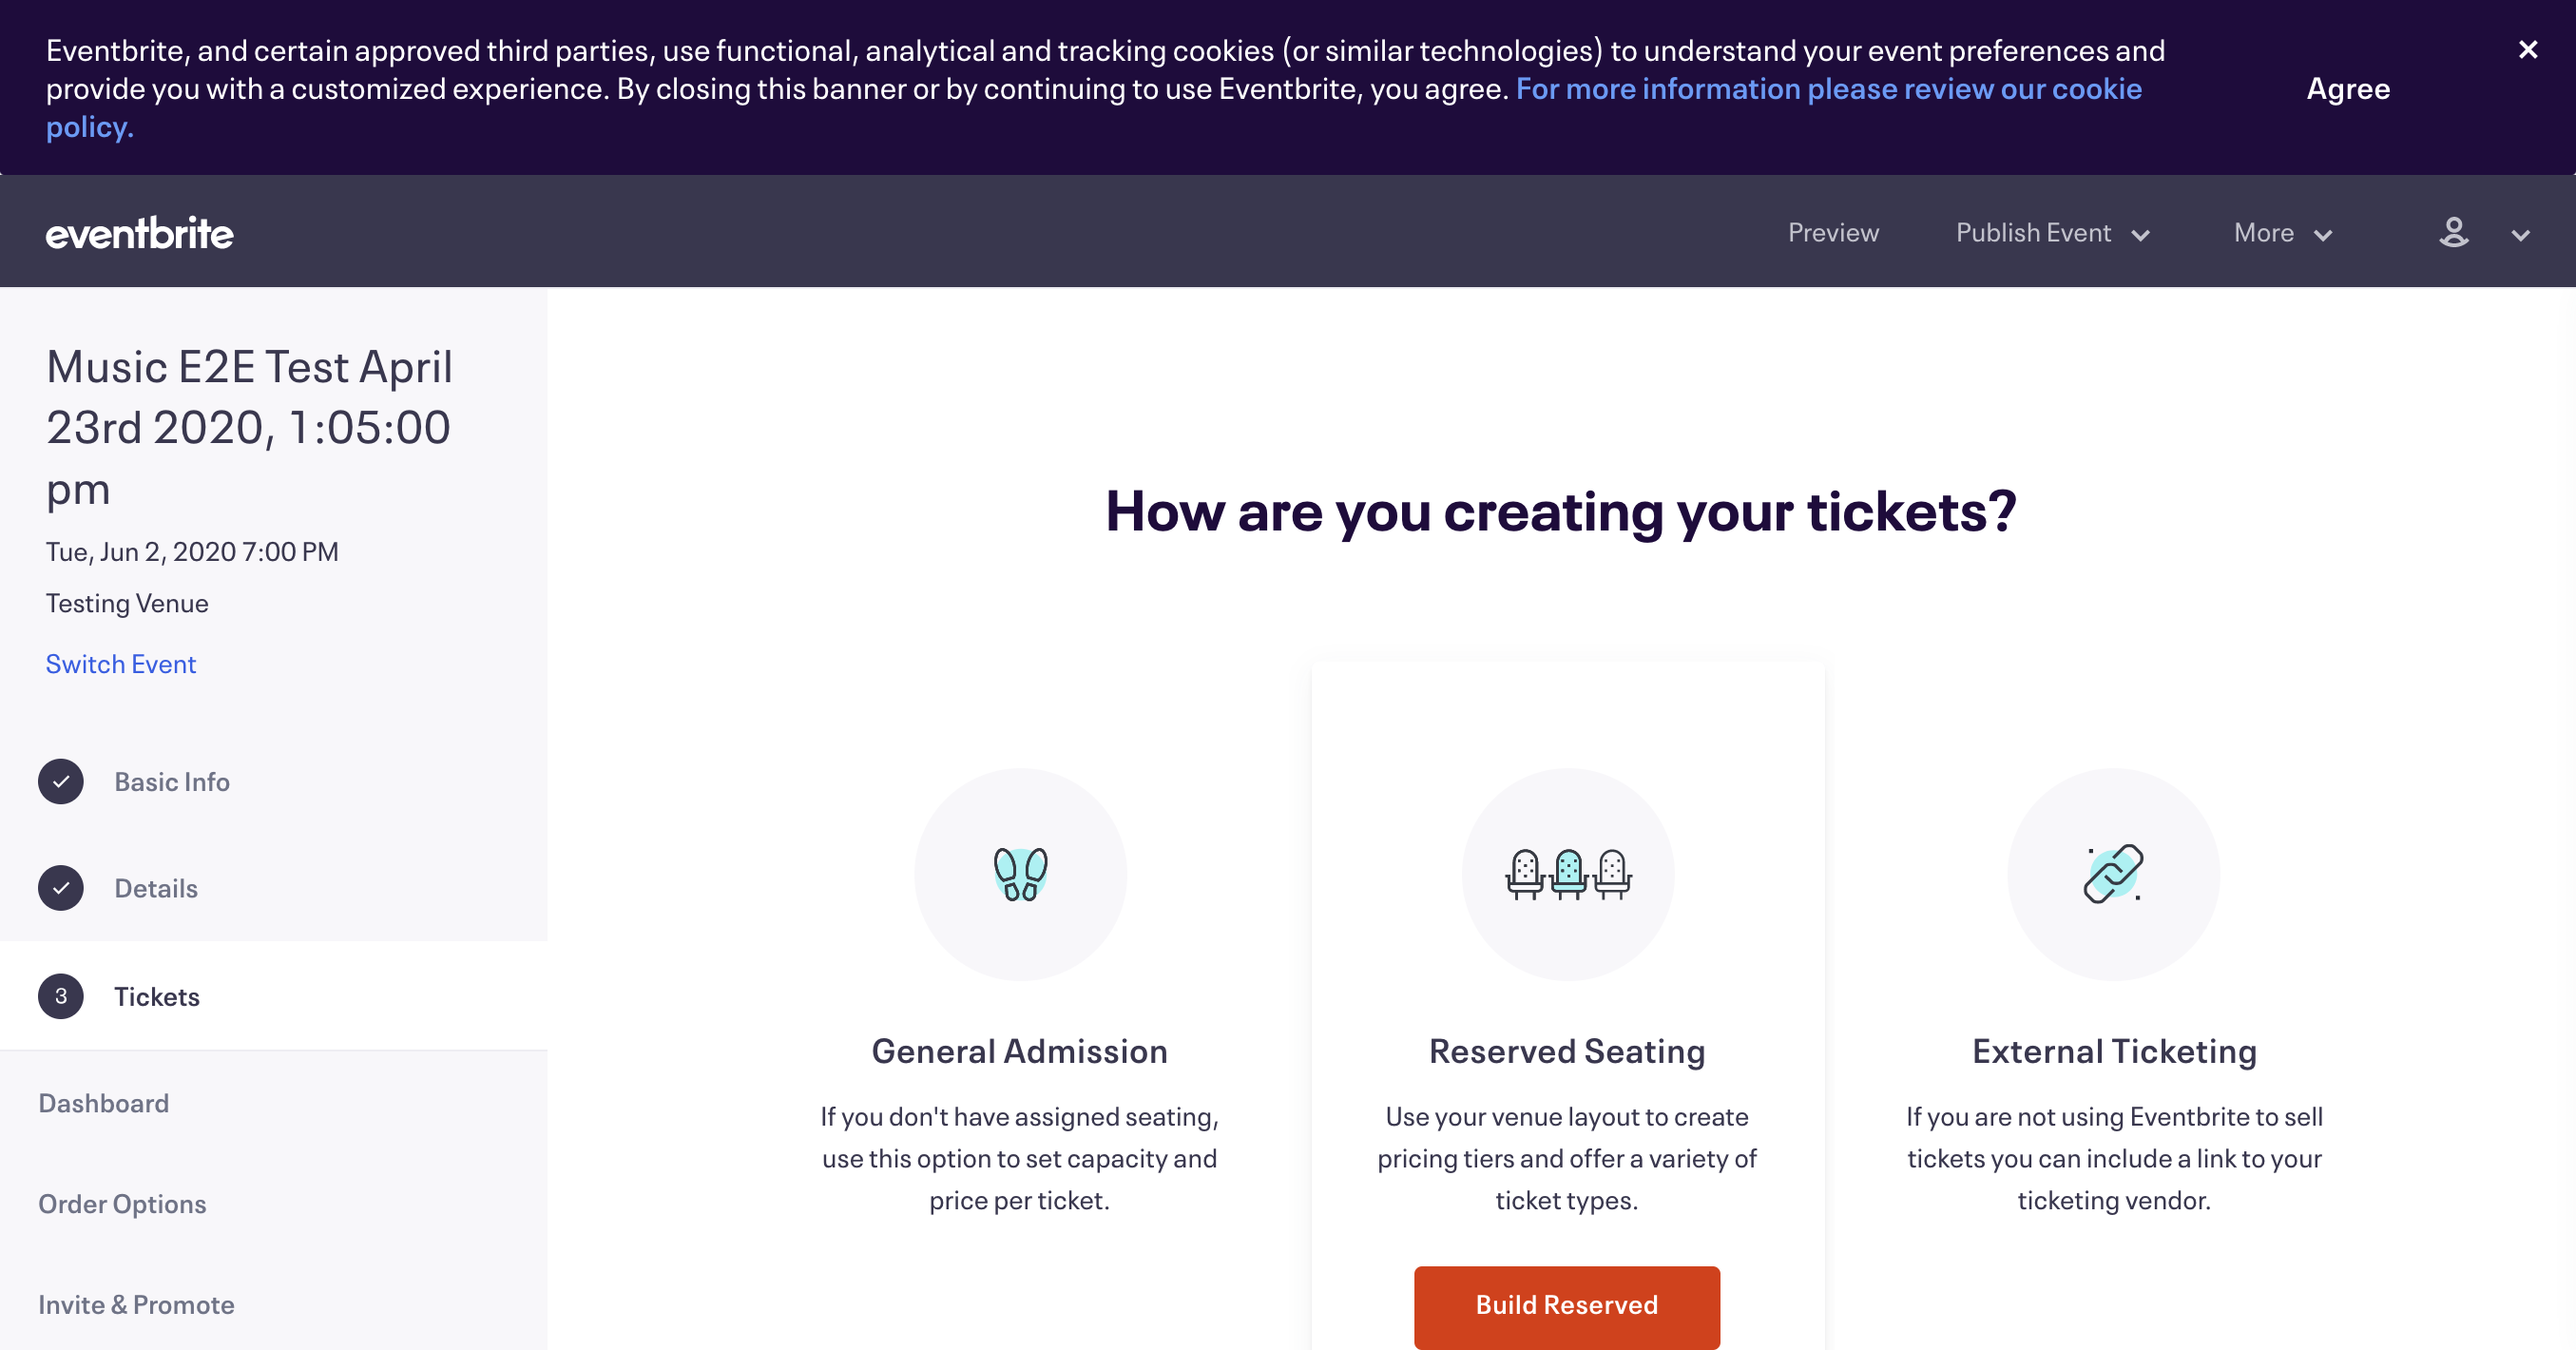 Eventbrite, and certain approved third parties, use functional, analytical and tracking cookies (or similar technologies) to understand your event preferences and
provide you with a customized experience. By closing this banner or by continuing to use Eventbrite, you agree. For more information please review our cookie
policy.
Agree
eventbrite
Preview
Publish Event
More
Music E2E Test April
23rd 2020, 1:05:00
pm
Tue, Jun 2, 2020 7:00 PM
Testing Venue
Switch Event
Basic Info
Details
3 Tickets
Dashboard
Order Options
Invite & Promote
How are you creating your tickets?
General Admission
If you don't have assigned seating,
use this option to set capacity and
price per ticket.
Reserved Seating
Use your venue layout to create
pricing tiers and offer a variety of
ticket types.
Build Reserved
External Ticketing
If you are not using Eventbrite to sell
tickets you can include a link to your
ticketing vendor.